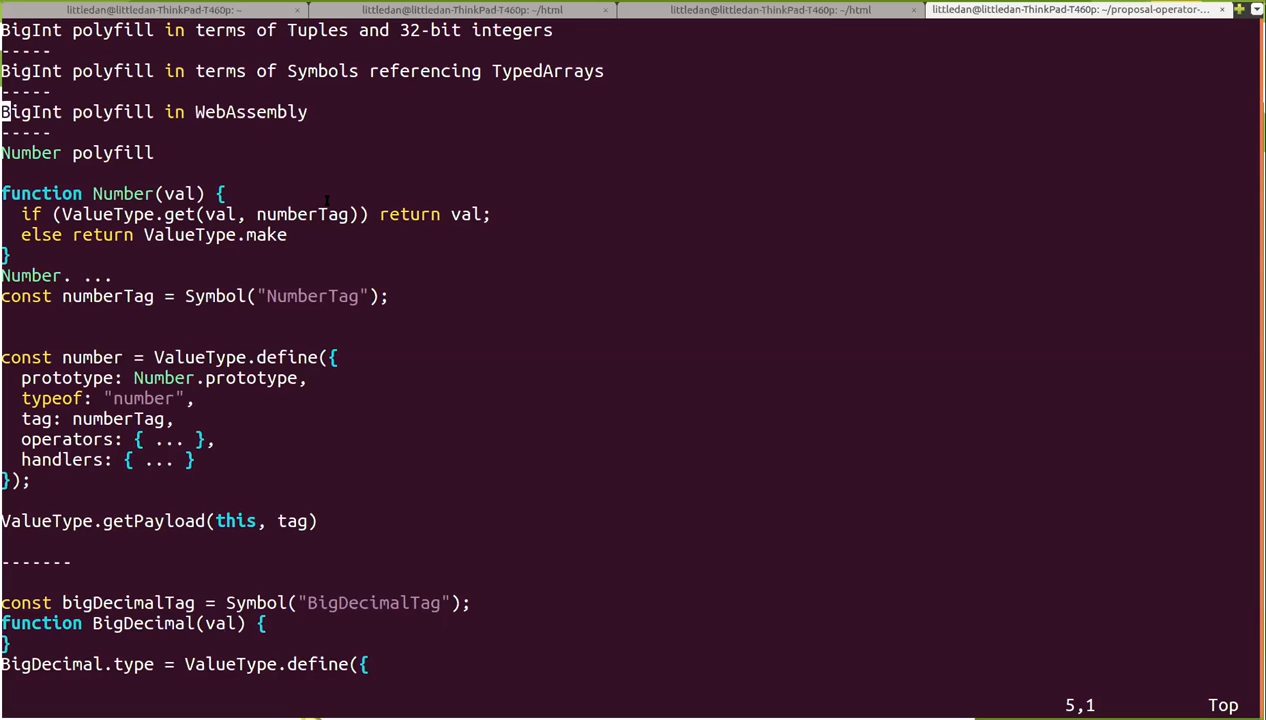 littledan@littledan-ThinkPad-T460p: ~ × littledan@littledan-ThinkPad-T460p: ~/html × littledan@littledan-ThinkPad-T460p: ~/html × littledan@littledan-ThinkPad-T460p: ~/proposal-operator-... ×
BigInt polyfill in terms of Tuples and 32-bit integers
-----
BigInt polyfill in terms of Symbols referencing TypedArrays
-----
BigInt polyfill in WebAssembly
-----
Number polyfill
function Number(val) {
  if (ValueType.get(val, numberTag)) return val;
  else return ValueType.make
}
Number. ...
const numberTag = Symbol("NumberTag");
const number = ValueType.define({
  prototype: Number.prototype,
  typeof: "number",
  tag: numberTag,
  operators: { ... },
  handlers: { ... }
});
ValueType.getPayload(this, tag)
-------
const bigDecimalTag = Symbol("BigDecimalTag");
function BigDecimal(val) {
}
BigDecimal.type = ValueType.define({
5,1 Top